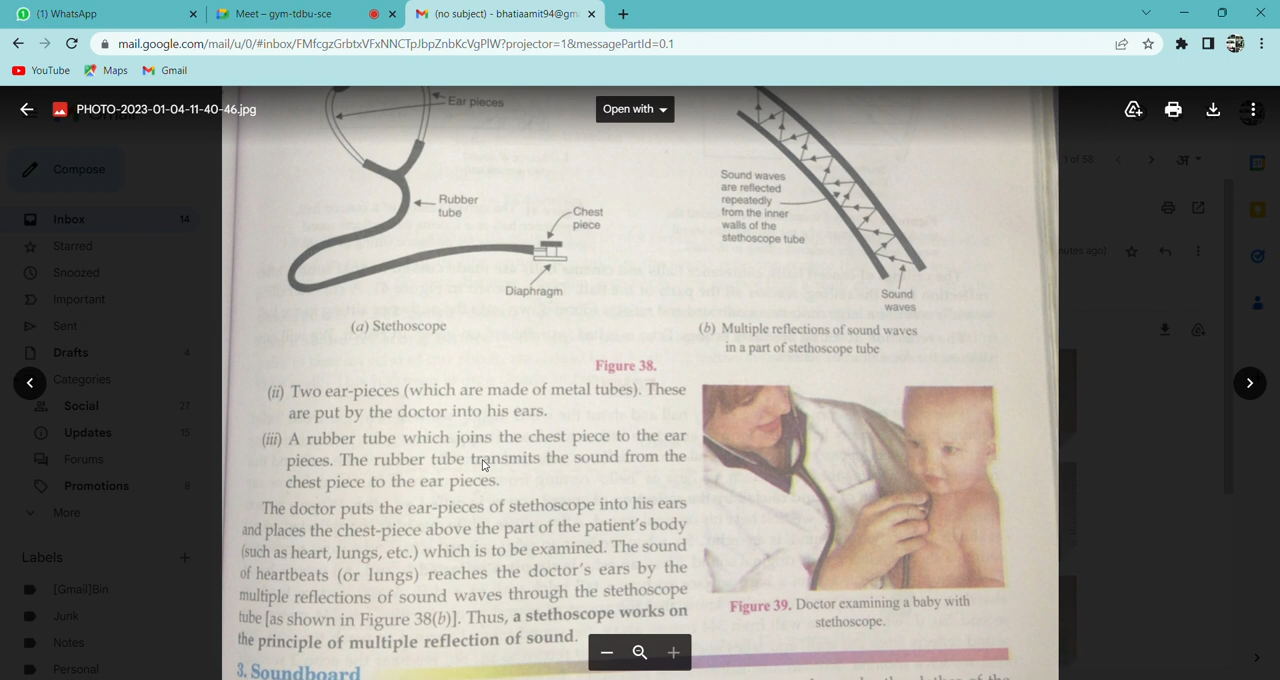 (1) WhatsApp
Meet – gym-tdbu-sce
(no subject) - bhatiaamit94@gm
mail.google.com/mail/u/0/#inbox/FMfcgzGrbtxVFxNNCTpJbpZnbKcVgPlW?projector=1&messagePartId=0.1
YouTube Maps Gmail
PHOTO-2023-01-04-11-40-46.jpg
Open with
Compose
Inbox 14
Starred
Snoozed
Important
Sent
Drafts 4
Categories
Social 27
Updates 15
Forums
Promotions 8
More
Labels
[Gmail]Bin
Junk
Notes
Personal
of 58
Ear pieces
Rubber
tube
Chest
piece
Diaphragm
(a) Stethoscope
Sound waves
are reflected
repeatedly
from the inner
walls of the
stethoscope tube
Sound
waves
(b) Multiple reflections of sound waves
in a part of stethoscope tube
Figure 38.
(ii) Two ear-pieces (which are made of metal tubes). These
are put by the doctor into his ears.
(iii) A rubber tube which joins the chest piece to the ear
pieces. The rubber tube transmits the sound from the
chest piece to the ear pieces.
The doctor puts the ear-pieces of stethoscope into his ears
and places the chest-piece above the part of the patient's body
(such as heart, lungs, etc.) which is to be examined. The sound
of heartbeats (or lungs) reaches the doctor's ears by the
multiple reflections of sound waves through the stethoscope
tube [as shown in Figure 38(b)]. Thus, a stethoscope works on
the principle of multiple reflection of sound.
Figure 39. Doctor examining a baby with
stethoscope.
3. Soundboard